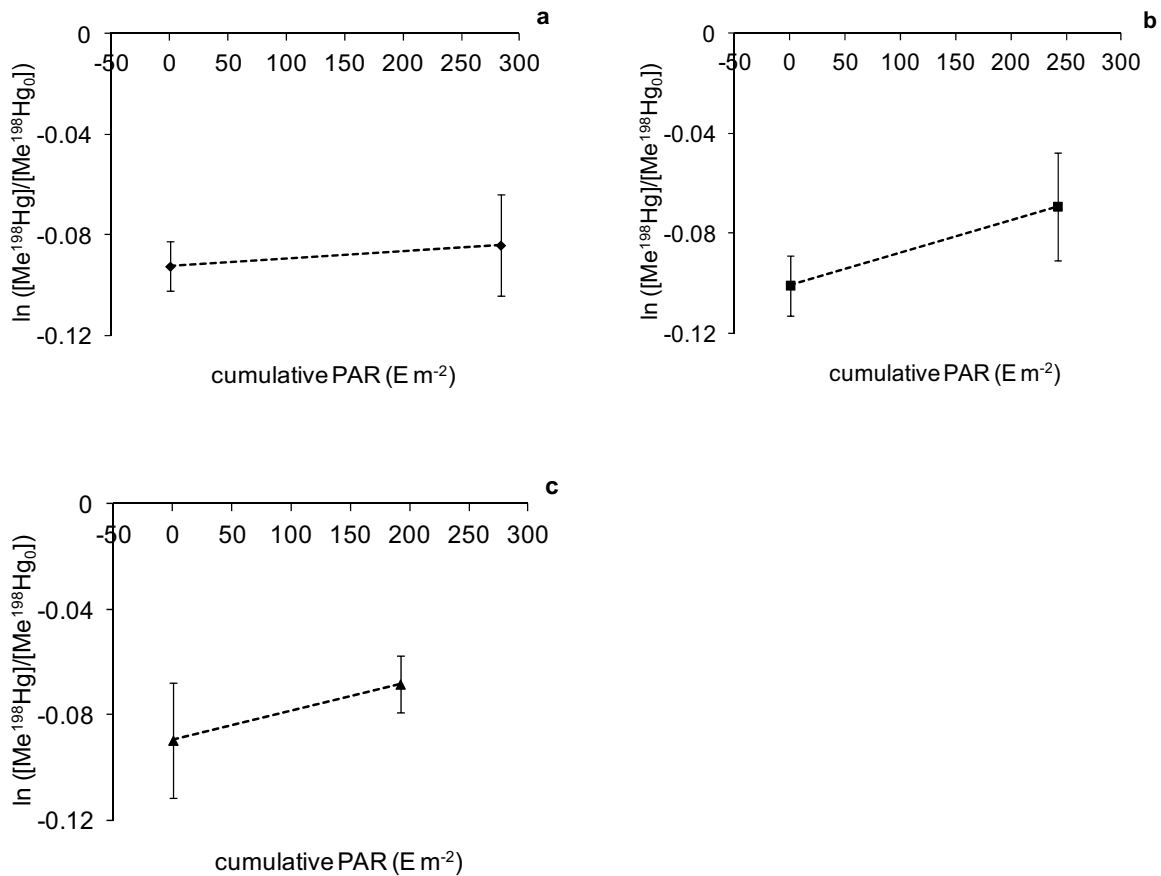 a
0
-50 0 50 100 150 200 250 300
-0.04
-0.08
-0.12
ln ([Me¹⁹⁸Hg]/[Me¹⁹⁸Hg₀])
cumulative PAR (E m⁻²)
b
0
-50 0 50 100 150 200 250 300
-0.04
-0.08
-0.12
ln ([Me¹⁹⁸Hg]/[Me¹⁹⁸Hg₀])
cumulative PAR (E m⁻²)
c
0
-50 0 50 100 150 200 250 300
-0.04
-0.08
-0.12
ln ([Me¹⁹⁸Hg]/[Me¹⁹⁸Hg₀])
cumulative PAR (E m⁻²)